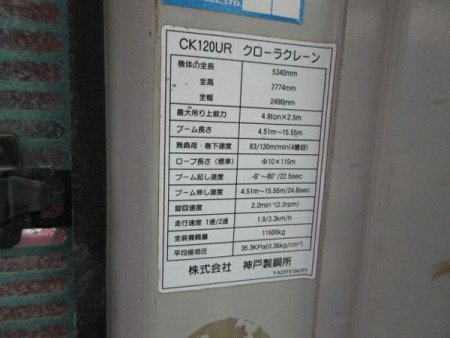 CK120UR クローラクレーン
機体の全長 5340mm
全高 2774mm
全幅 2490mm
最大吊り上能力 4.9ton×2.5m
ブーム長さ 4.51m～15.55m
無負荷・巻下速度 83/130m/min(4層目)
ロープ長さ (標準) Φ10×115m
ブーム起し速度 -6°～80°/22.5sec
ブーム伸し速度 4.51m～15.55m/24.8sec
旋回速度 2.2min⁻¹(2.2rpm)
走行速度 1速/2速 1.9/3.3km/h
全装備質量 11500kg
平均接地圧 35.3KPa(0.36kg/cm²)
株式会社 神戸製鋼所